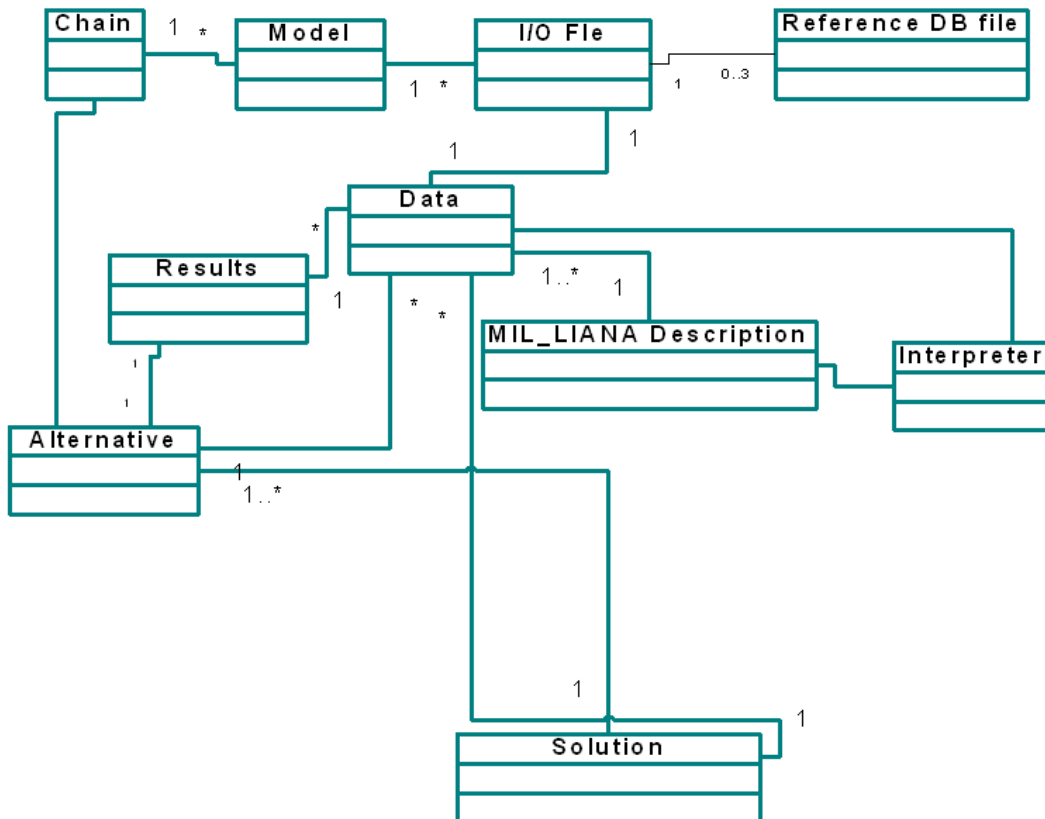 Chain
Model
I/O Fle
Reference DB file
1
*
1
*
1
0..3
1
1
Data
*
1
Results
*
*
1..*
1
MIL_LIANA Description
Interpreter
1
1
Alternative
1
1..*
1
1
Solution